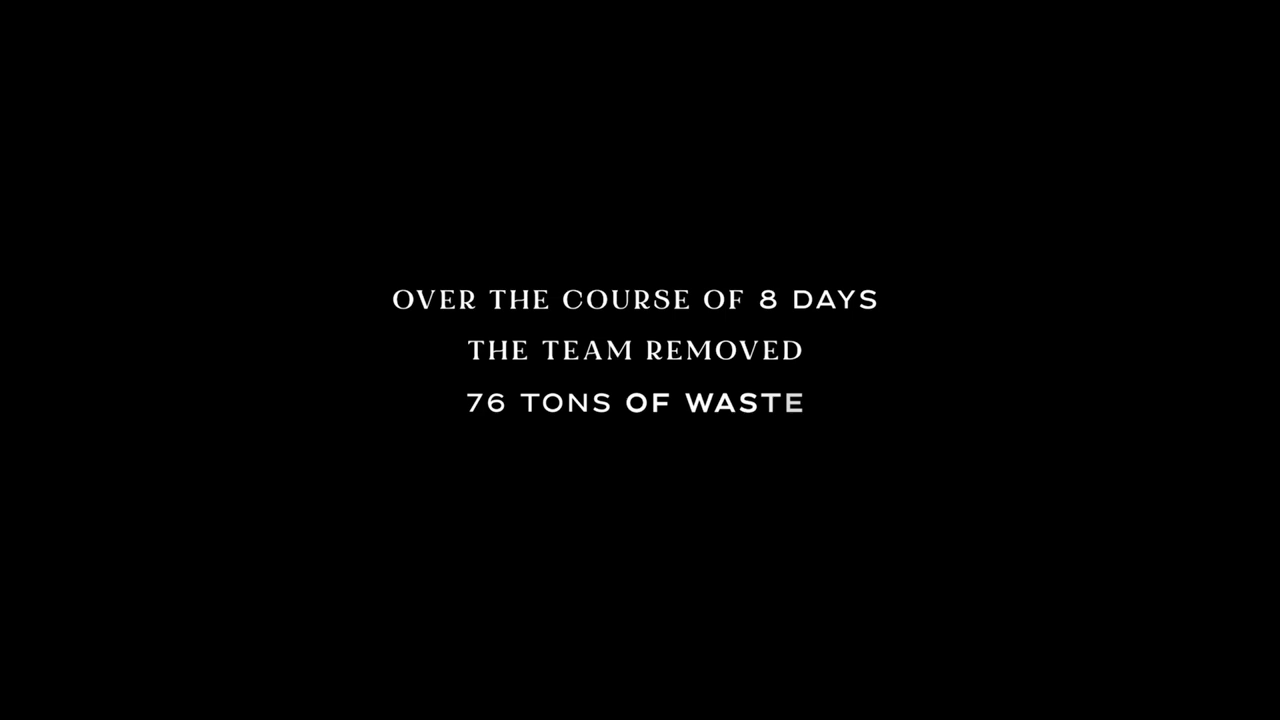 OVER THE COURSE OF 8 DAYS
THE TEAM REMOVED
76 TONS OF WASTE